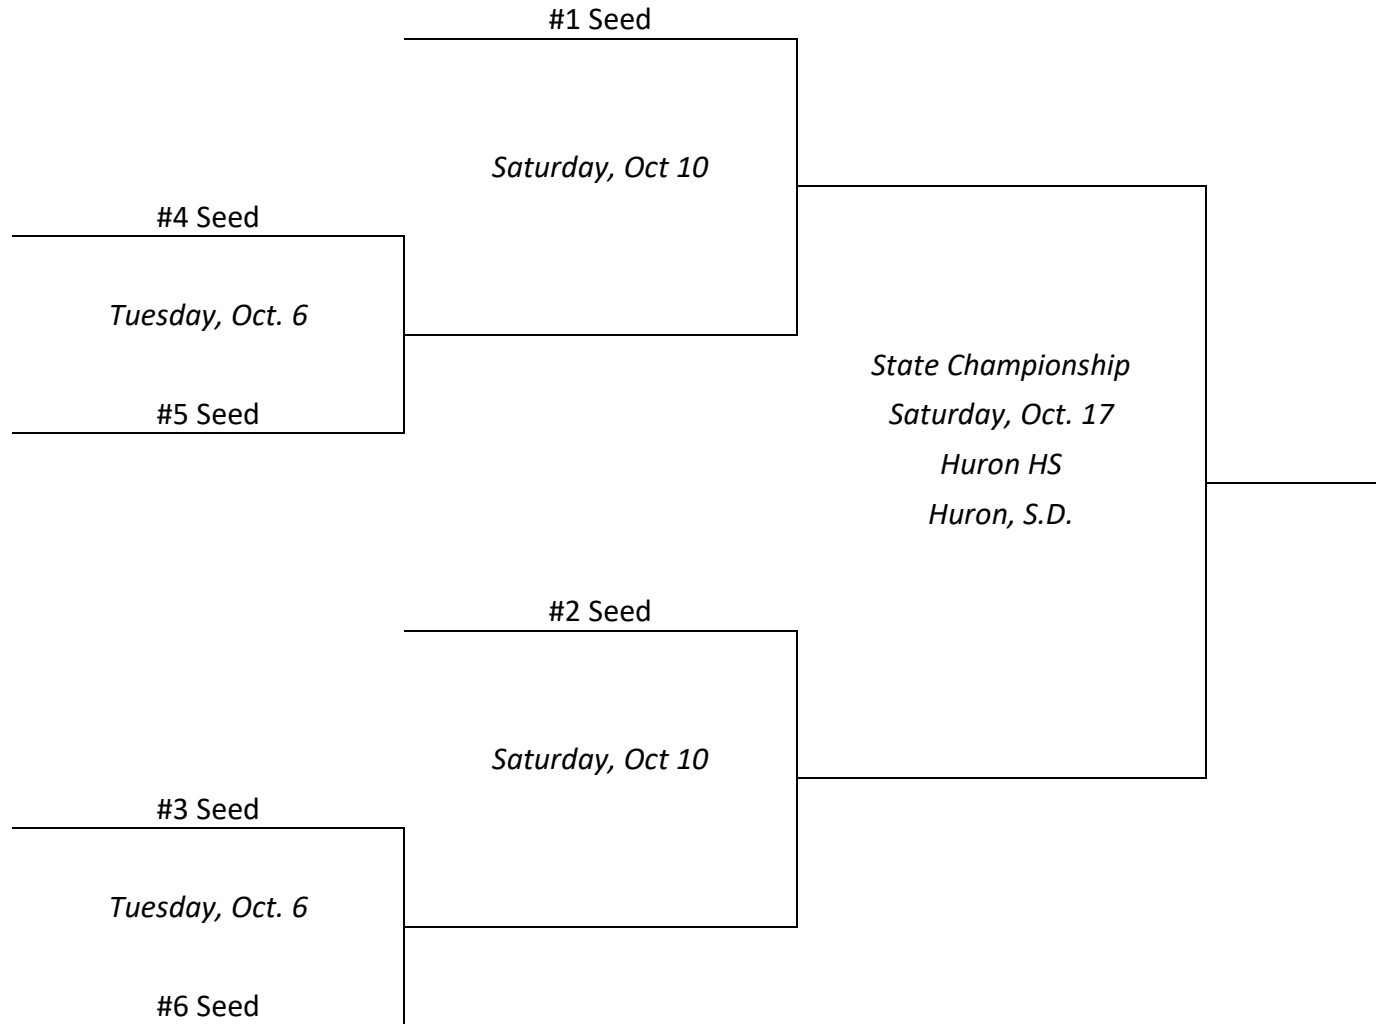 #1 Seed
Saturday, Oct 10
#4 Seed
Tuesday, Oct. 6
#5 Seed
State Championship
Saturday, Oct. 17
Huron HS
Huron, S.D.
#2 Seed
Saturday, Oct 10
#3 Seed
Tuesday, Oct. 6
#6 Seed